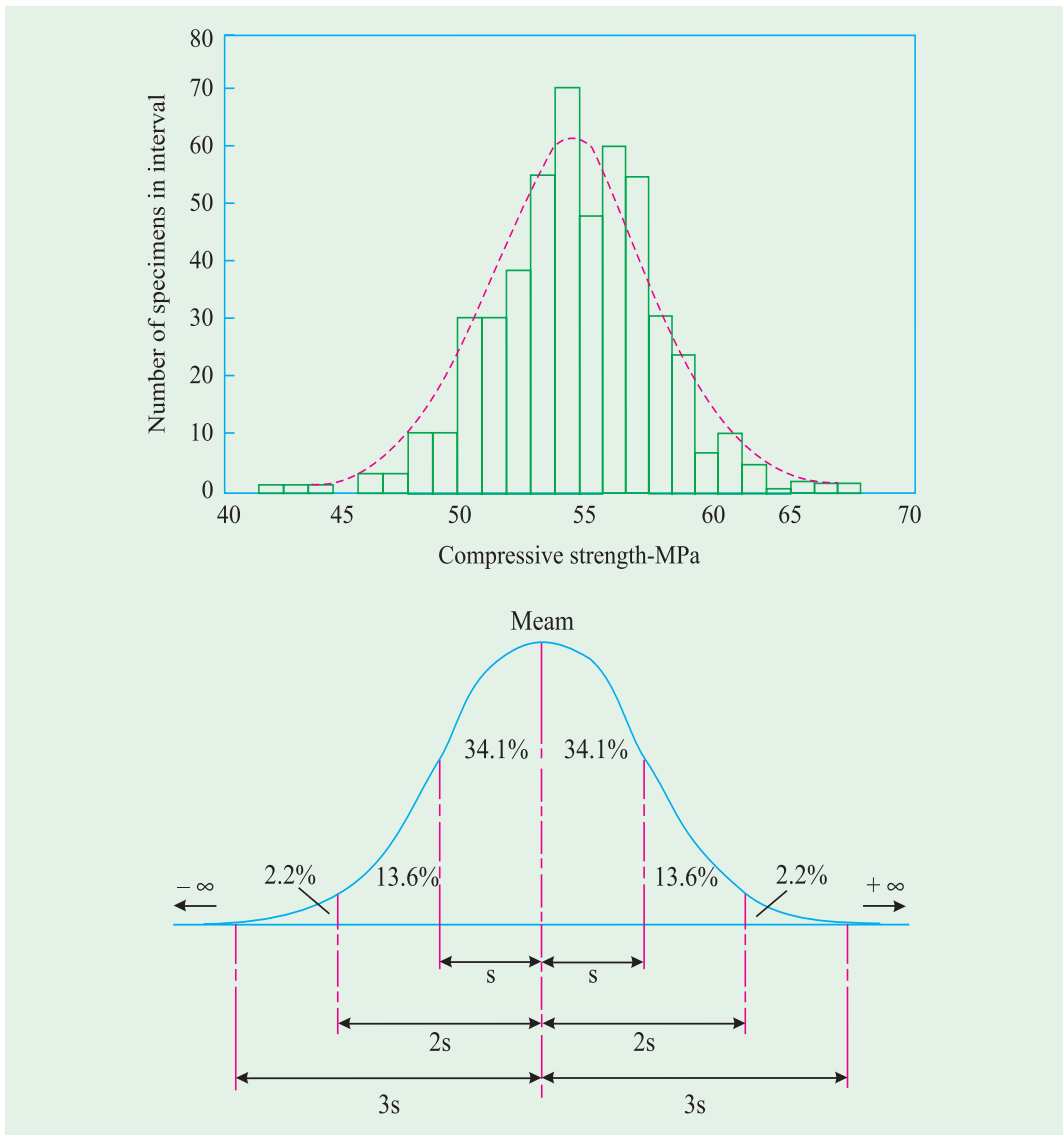 80
70
60
50
40
30
20
10
0
Number of specimens in interval
40 45 50 55 60 65 70
Compressive strength-MPa
Meam
34.1% 34.1%
– ∞ 2.2% 13.6% 13.6% 2.2% + ∞
s s
2s 2s
3s 3s